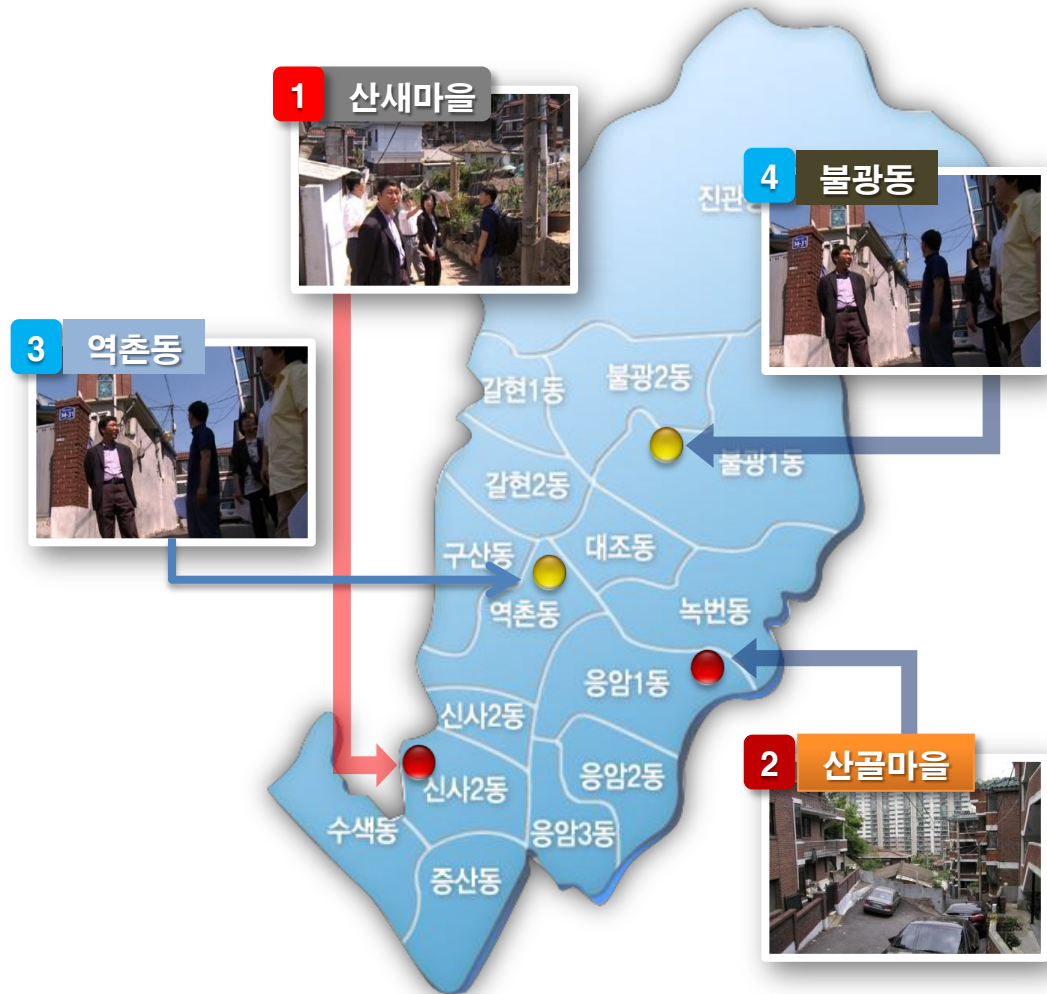 1 산새마을
4 불광동
진관
3 역촌동
갈현1동
불광2동
불광1동
갈현2동
구산동
대조동
역촌동
녹번동
응암1동
신사2동
2 산골마을
신사2동
응암2동
수색동
응암3동
증산동